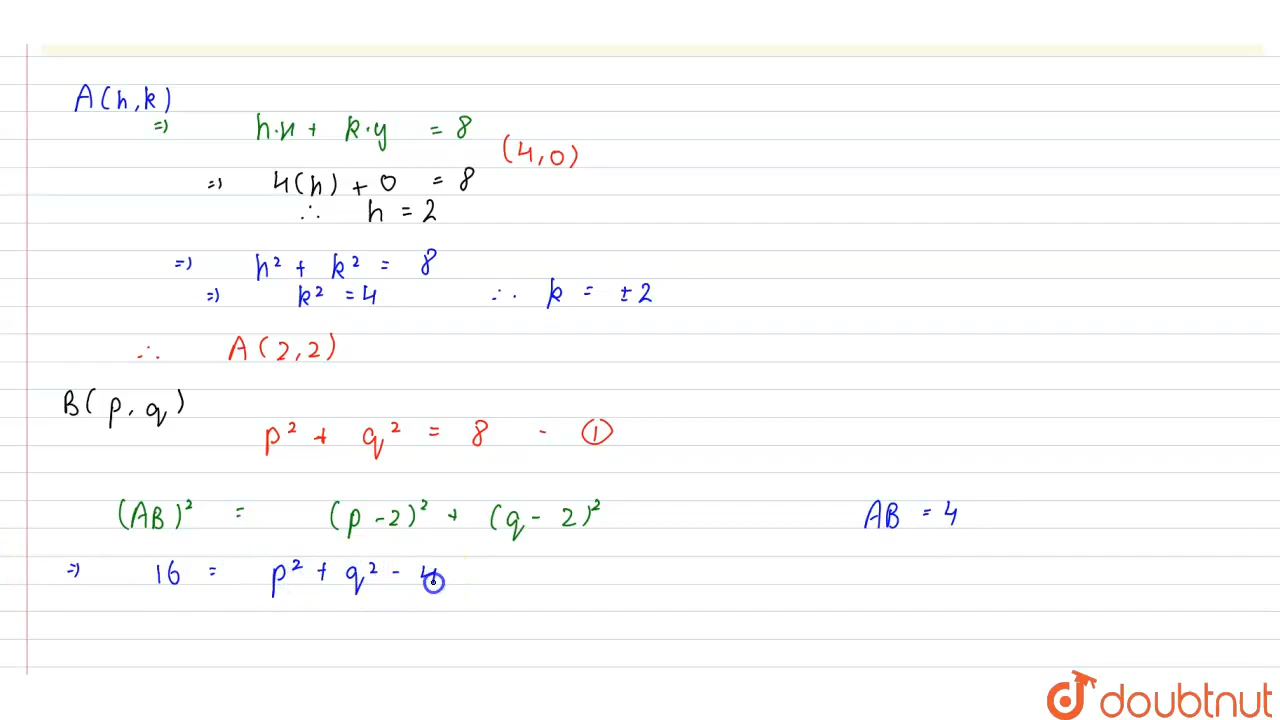 A(h,k)
⇒ h·x + k·y = 8
(4,0)
⇒ 4(h) + 0 = 8
∴ h = 2
⇒ h² + k² = 8
⇒ k² = 4 ∴ k = ±2
∴ A(2,2)
B(p,q)
p² + q² = 8 - ①
(AB)² = (p-2)² + (q-2)² AB = 4
⇒ 16 = p² + q² - 4
doubtnut